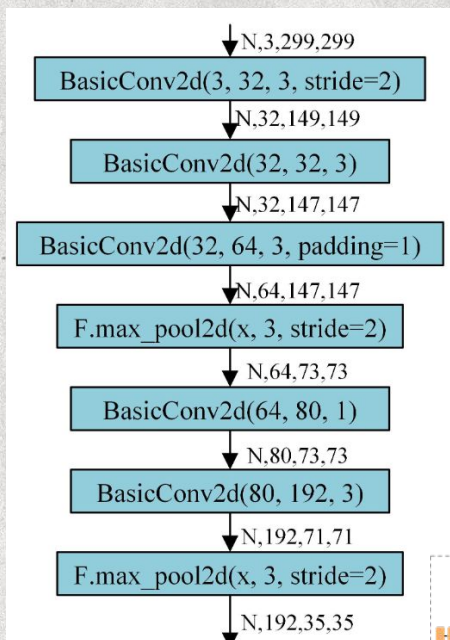 N,3,299,299
BasicConv2d(3, 32, 3, stride=2)
N,32,149,149
BasicConv2d(32, 32, 3)
N,32,147,147
BasicConv2d(32, 64, 3, padding=1)
N,64,147,147
F.max_pool2d(x, 3, stride=2)
N,64,73,73
BasicConv2d(64, 80, 1)
N,80,73,73
BasicConv2d(80, 192, 3)
N,192,71,71
F.max_pool2d(x, 3, stride=2)
N,192,35,35